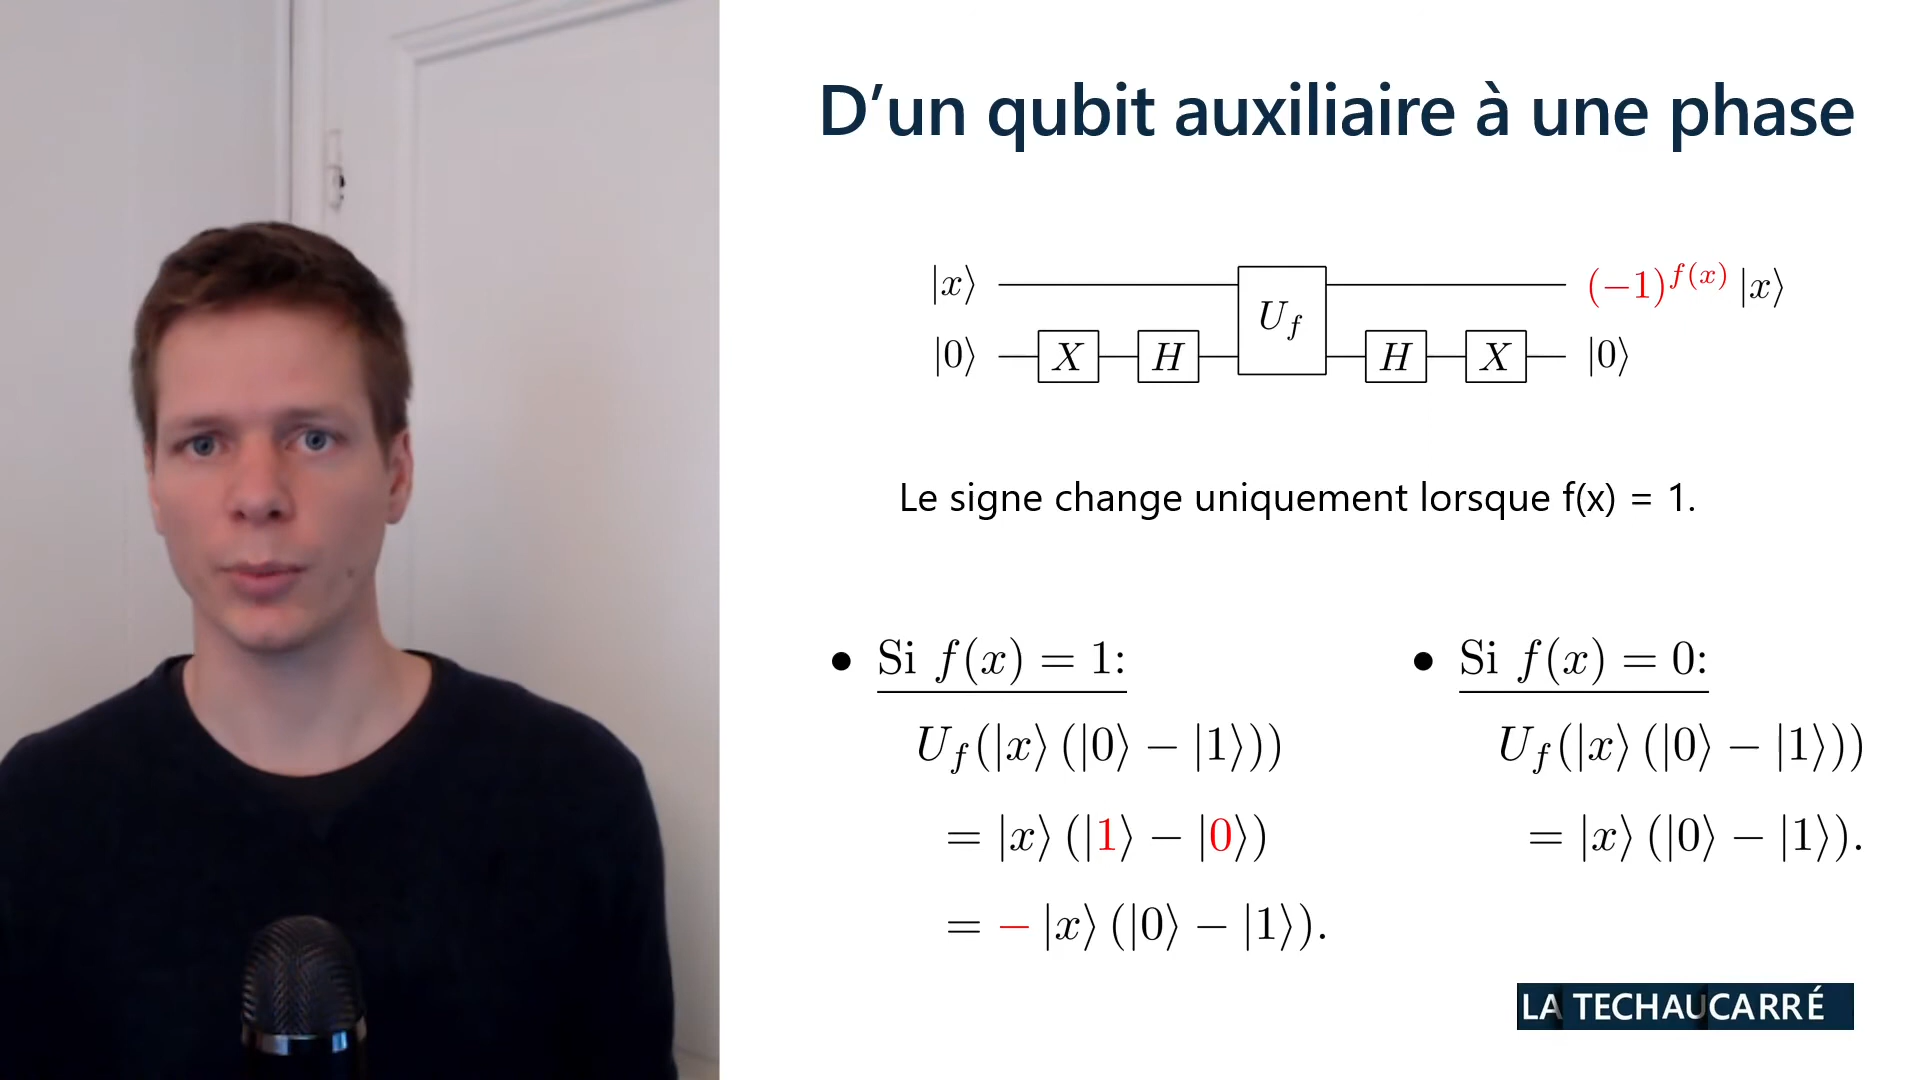 D’un qubit auxiliaire à une phase
|x⟩ U_f (−1)^{f(x)} |x⟩
|0⟩ X H H X |0⟩
Le signe change uniquement lorsque f(x) = 1.
• Si f(x) = 1:
U_f(|x⟩ (|0⟩ − |1⟩))
= |x⟩ (|1⟩ − |0⟩)
= − |x⟩ (|0⟩ − |1⟩).
• Si f(x) = 0:
U_f(|x⟩ (|0⟩ − |1⟩))
= |x⟩ (|0⟩ − |1⟩).
LA TECHAUCARRÉ